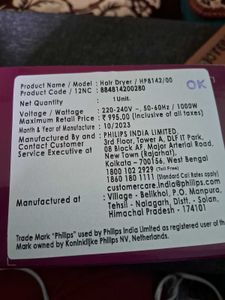 Product Name / Model : Hair Dryer / HP8142/00
Product Code / 12NC : 884814200280
OK
Net Quantity : 1 Unit.
Voltage / Wattage : 220-240V~, 50-60Hz / 1000W
Maximum Retail Price : ₹ 995.00 (Inclusive of all taxes)
Month & Year of Manufacture : 10/2023
Manufactured by and Contact Customer Service Executive at : PHILIPS INDIA LIMITED.
3rd Floor, Tower A, DLF IT Park,
08 Block AF, Major Arterial Road,
New Town (Rajarhat),
Kolkata – 700156, West Bengal
1800 102 2929 (Toll Free)
1860 180 1111 (Standard Call Rates apply)
customercare.india@philips.com
Manufactured at : Village - Bhelpol, P.O. Manpura,
Tehsil - Nalagarh, Distt. - Solan,
Himachal Pradesh - 174101
Trade Mark "Philips" used by Philips India Limited as registered user of the
Mark owned by Koninklijke Philips NV, Netherlands.